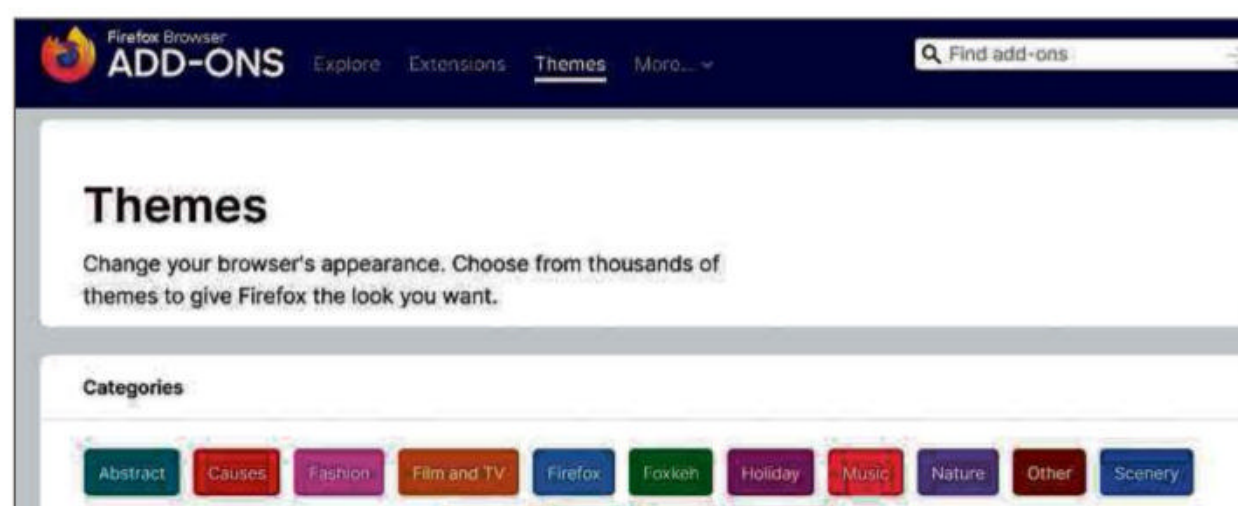 Firefox Browser
ADD-ONS Explore Extensions Themes More... Find add-ons
Themes
Change your browser's appearance. Choose from thousands of
themes to give Firefox the look you want.
Categories
Abstract Causes Fashion Film and TV Firefox Foxkeh Holiday Music Nature Other Scenery